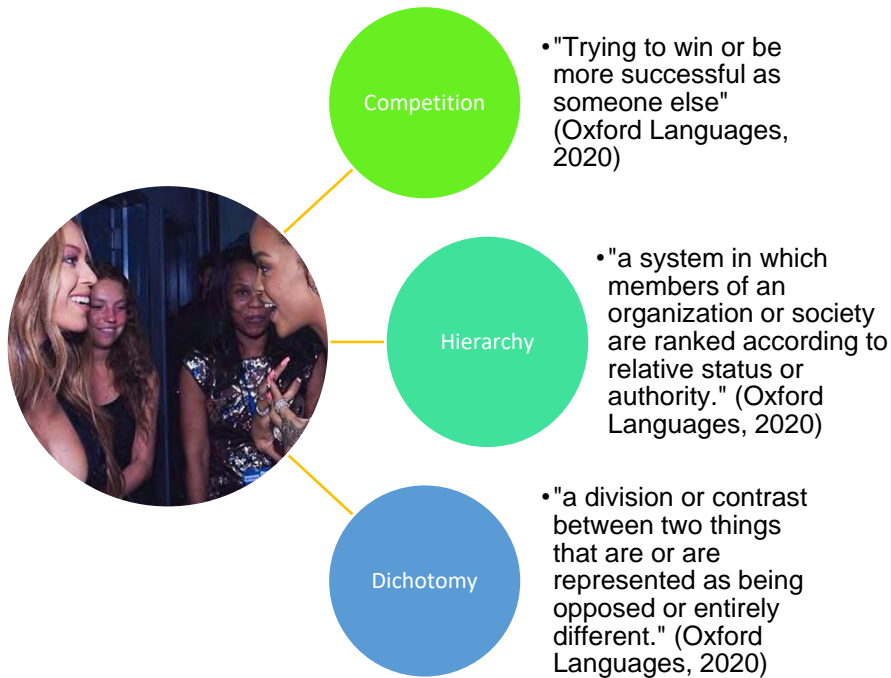 Competition
•"Trying to win or be
more successful as
someone else"
(Oxford Languages,
2020)
Hierarchy
•"a system in which
members of an
organization or society
are ranked according to
relative status or
authority." (Oxford
Languages, 2020)
Dichotomy
•"a division or contrast
between two things
that are or are
represented as being
opposed or entirely
different." (Oxford
Languages, 2020)